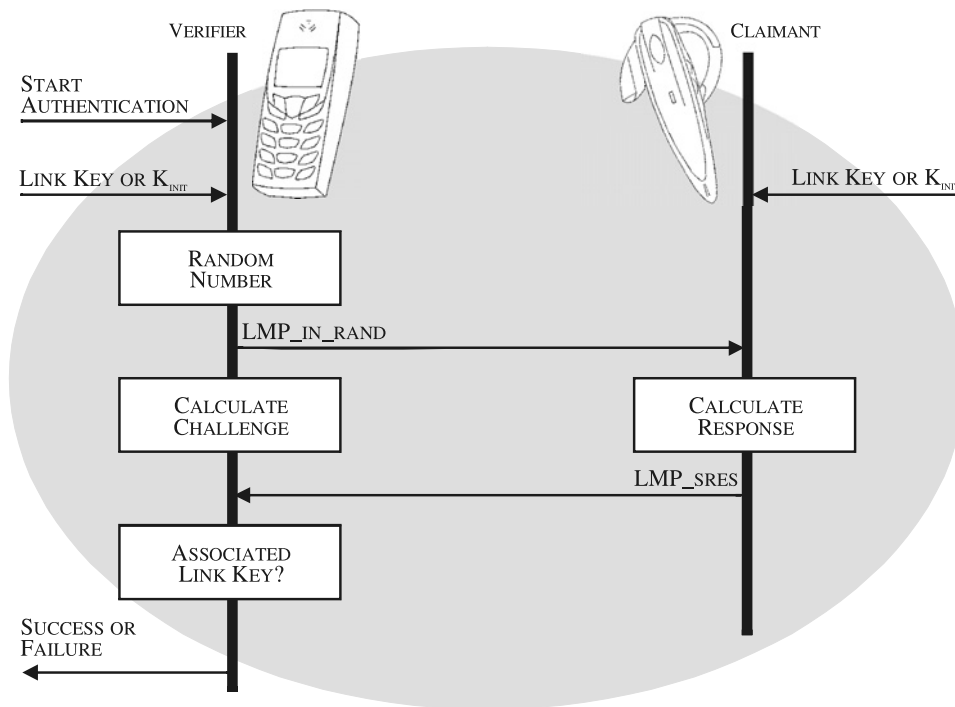 VERIFIER
CLAIMANT
START
AUTHENTICATION
LINK KEY OR K_INIT
LINK KEY OR K_INIT
RANDOM
NUMBER
LMP_IN_RAND
CALCULATE
CHALLENGE
CALCULATE
RESPONSE
LMP_SRES
ASSOCIATED
LINK KEY?
SUCCESS OR
FAILURE